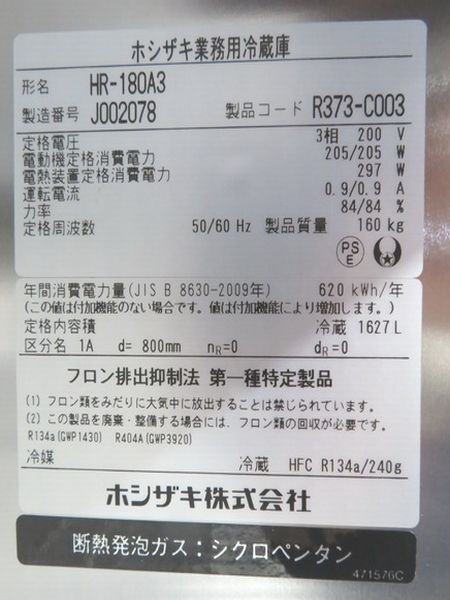 ホシザキ業務用冷蔵庫
形名 HR-180A3
製造番号 J002078 製品コード R373-C003
定格電圧 3相 200 V
電動機定格消費電力 205/205 W
電熱装置定格消費電力 297 W
運転電流 0.9/0.9 A
力率 84/84 %
定格周波数 50/60 Hz 製品質量 160 kg
PS
E
年間消費電力量(JIS B 8630-2009年) 620 kWh/年
(この値は付加機能のない場合です。値は付加機能により増加します。)
定格内容積 冷蔵 1627 L
区分名 1A d= 800mm nR=0 dR=0
フロン排出抑制法 第一種特定製品
(1) フロン類をみだりに大気中に放出することは禁じられています。
(2) この製品を廃棄・整備する場合には、フロン類の回収が必要です。
R134a(GWP1430) R404A(GWP3920)
冷媒 冷蔵 HFC R134a/240g
ホシザキ株式会社
断熱発泡ガス：シクロペンタン
471576C